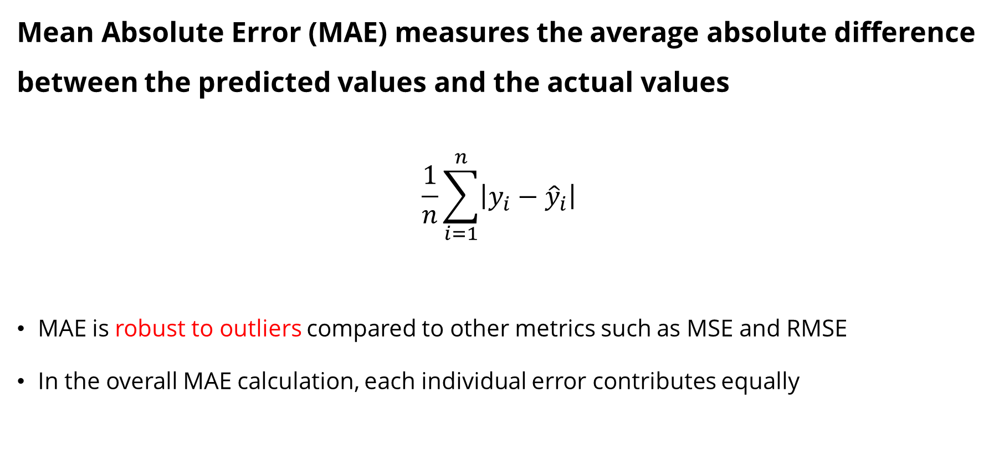 Mean Absolute Error (MAE) measures the average absolute difference
between the predicted values and the actual values
\frac{1}{n}\sum_{i=1}^{n}|y_i - \hat{y}_i|
• MAE is robust to outliers compared to other metrics such as MSE and RMSE
• In the overall MAE calculation, each individual error contributes equally